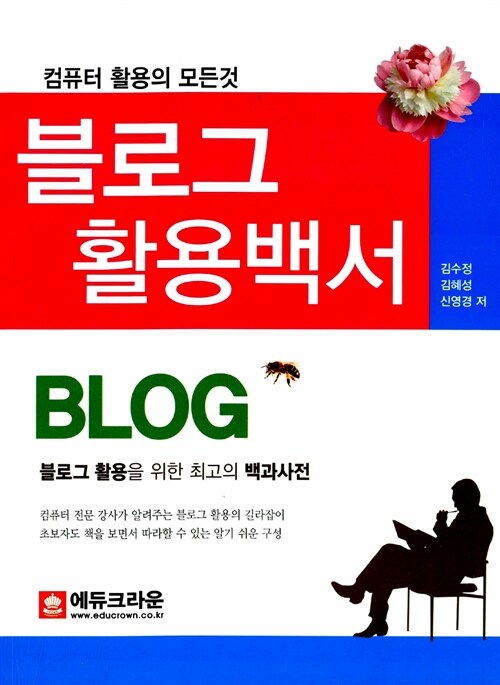 컴퓨터 활용의 모든것
블로그
활용백서
김수정
김혜성
신영경 저
BLOG
블로그 활용을 위한 최고의 백과사전
컴퓨터 전문 강사가 알려주는 블로그 활용의 길라잡이
초보자도 책을 보면서 따라할 수 있는 알기 쉬운 구성
에듀크라운
www.educrown.co.kr